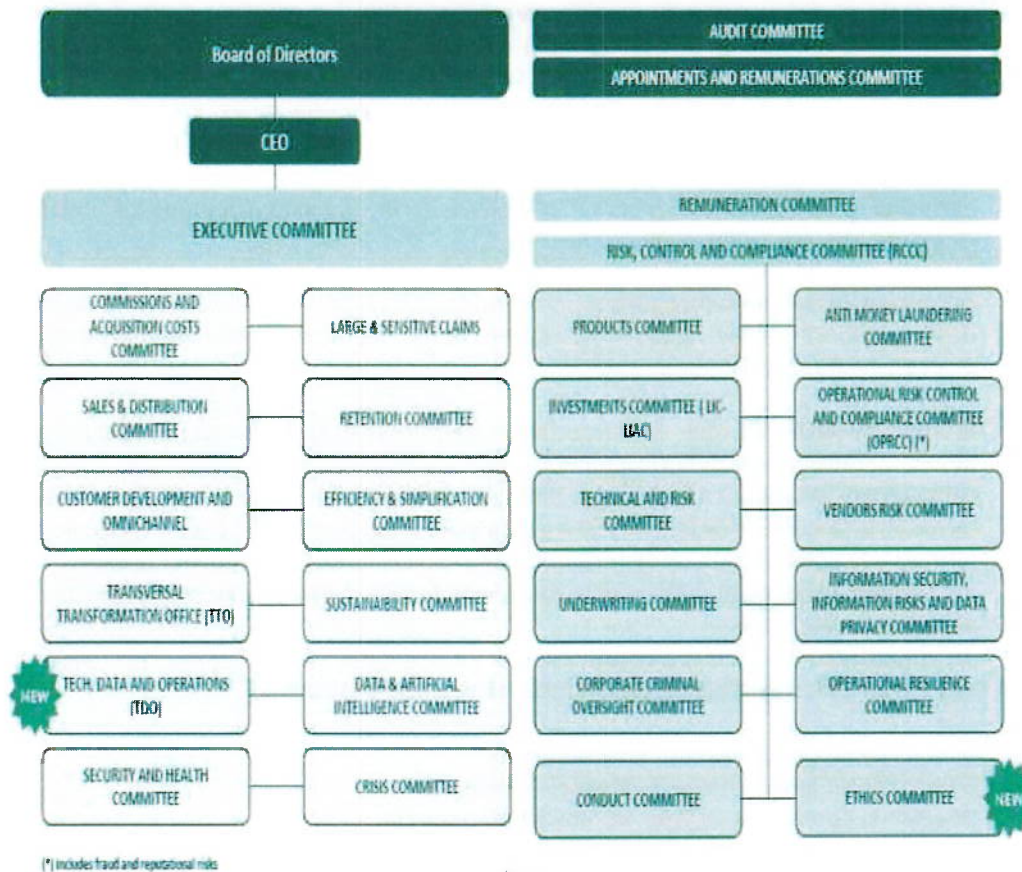 Board of Directors
AUDIT COMMITTEE
APPOINTMENTS AND REMUNERATIONS COMMITTEE
CEO
EXECUTIVE COMMITTEE
REMUNERATION COMMITTEE
RISK, CONTROL AND COMPLIANCE COMMITTEE (RCCC)
COMMISSIONS AND
ACQUISITION COSTS
COMMITTEE
LARGE & SENSITIVE CLAIMS
PRODUCTS COMMITTEE
ANTI MONEY LAUNDERING
COMMITTEE
SALES & DISTRIBUTION
COMMITTEE
RETENTION COMMITTEE
INVESTMENTS COMMITTEE ( LIC-
LIAC)
OPERATIONAL RISK CONTROL
AND COMPLIANCE COMMITTEE
(OPRCC) (*)
CUSTOMER DEVELOPMENT AND
OMNICHANNEL
EFFICIENCY & SIMPLIFICATION
COMMITTEE
TECHNICAL AND RISK
COMMITTEE
VENDORS RISK COMMITTEE
TRANSVERSAL
TRANSFORMATION OFFICE (TTO)
SUSTAINAIBILITY COMMITTEE
UNDERWRITING COMMITTEE
INFORMATION SECURITY,
INFORMATION RISKS AND DATA
PRIVACY COMMITTEE
NEW
TECH, DATA AND OPERATIONS
(TDO)
DATA & ARTIFICIAL
INTELLIGENCE COMMITTEE
CORPORATE CRIMINAL
OVERSIGHT COMMITTEE
OPERATIONAL RESILIENCE
COMMITTEE
SECURITY AND HEALTH
COMMITTEE
CRISIS COMMITTEE
CONDUCT COMMITTEE
ETHICS COMMITTEE
NEW
(*) Includes fraud and reputational risks